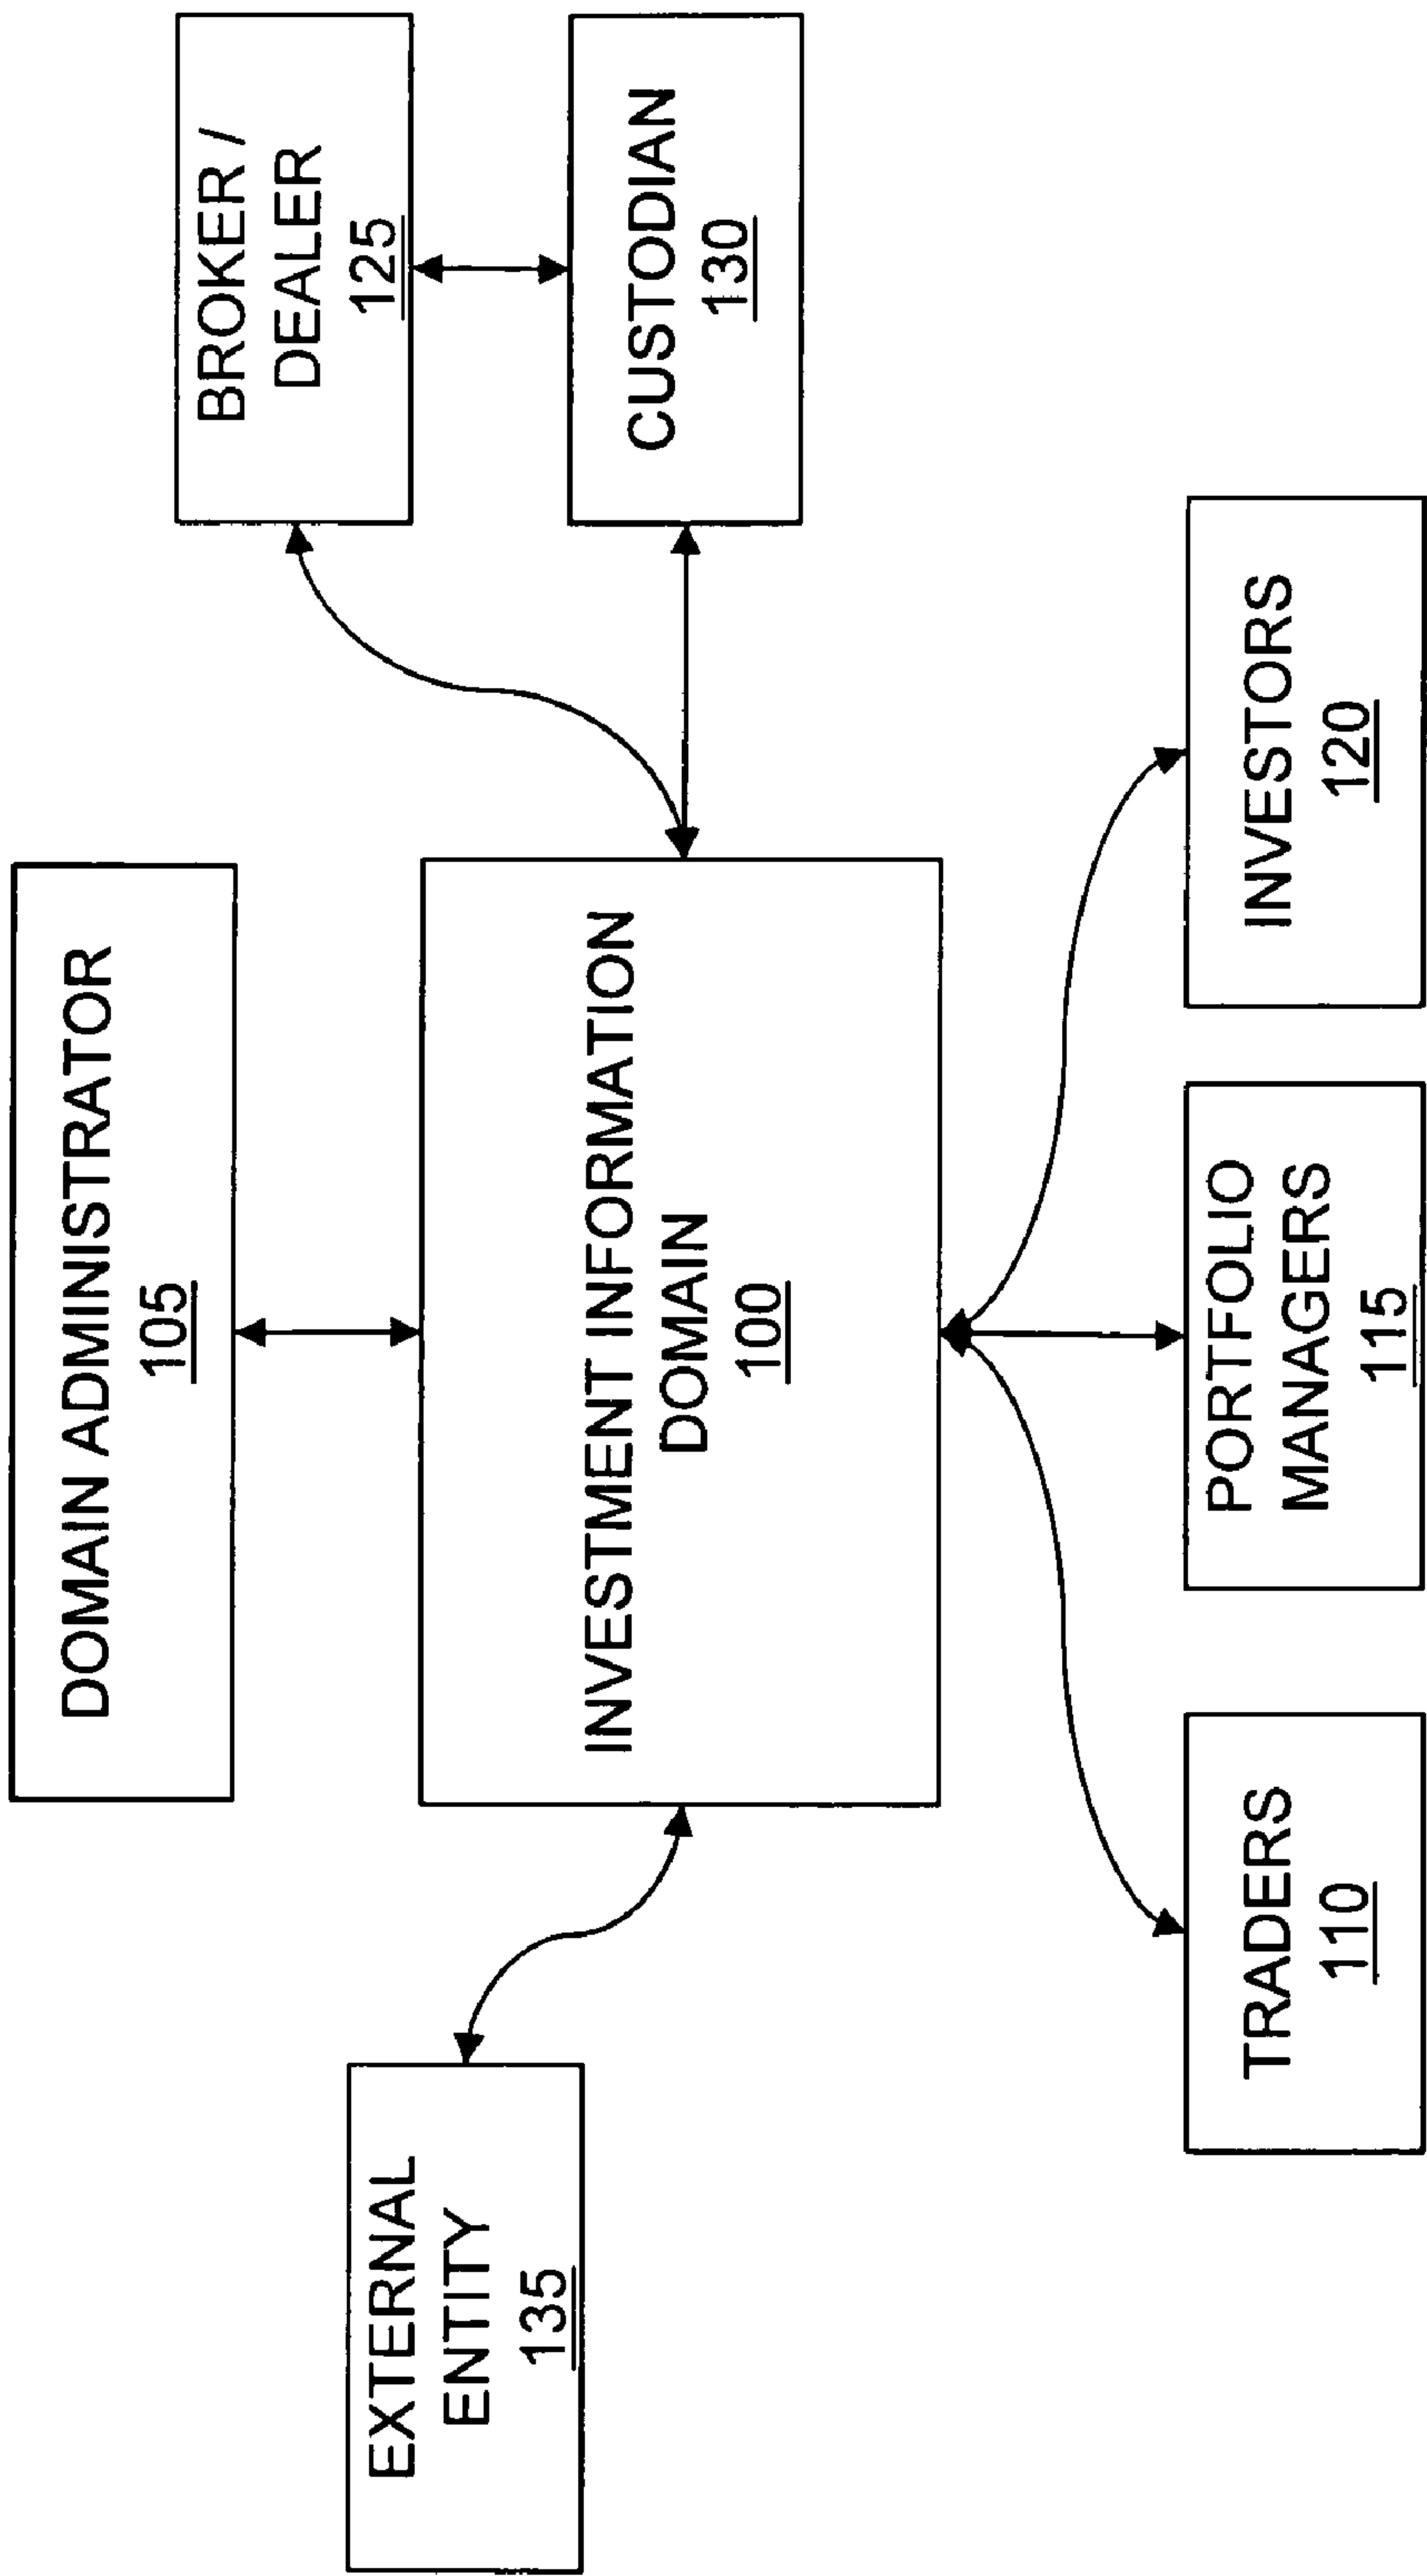 DOMAIN ADMINISTRATOR
105
EXTERNAL
ENTITY
135
INVESTMENT INFORMATION
DOMAIN
100
BROKER /
DEALER
125
CUSTODIAN
130
TRADERS
110
PORTFOLIO
MANAGERS
115
INVESTORS
120